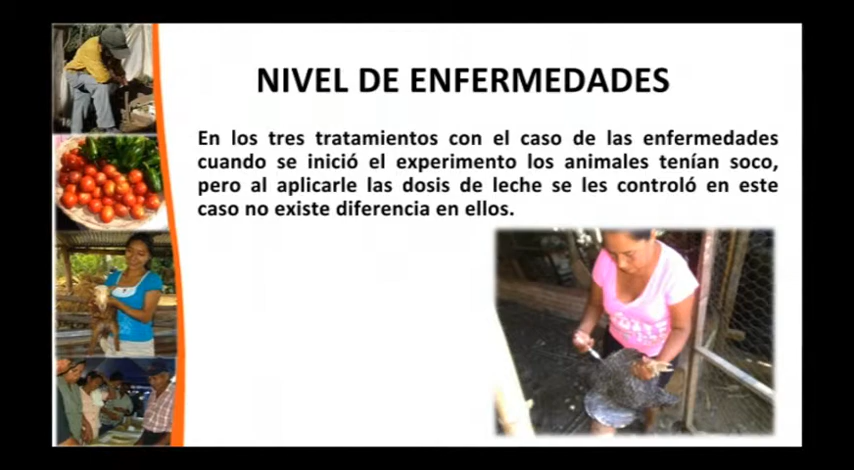 NIVEL DE ENFERMEDADES
En los tres tratamientos con el caso de las enfermedades
cuando se inició el experimento los animales tenían soco,
pero al aplicarle las dosis de leche se les controló en este
caso no existe diferencia en ellos.